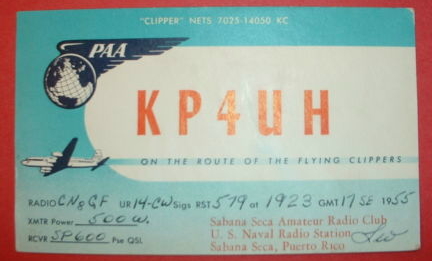 "CLIPPER" NETS 7025-14050 KC
PAA
KP4UH
ON THE ROUTE OF THE FLYING CLIPPERS
RADIO CN8GF UR 14-CW Sigs RST 579 at 1923 GMT 17 SE 1955
XMTR Power 500 W. Sabana Seca Amateur Radio Club
RCVR SP600 Pse QSL U. S. Naval Radio Station
Sabana Seca, Puerto Rico